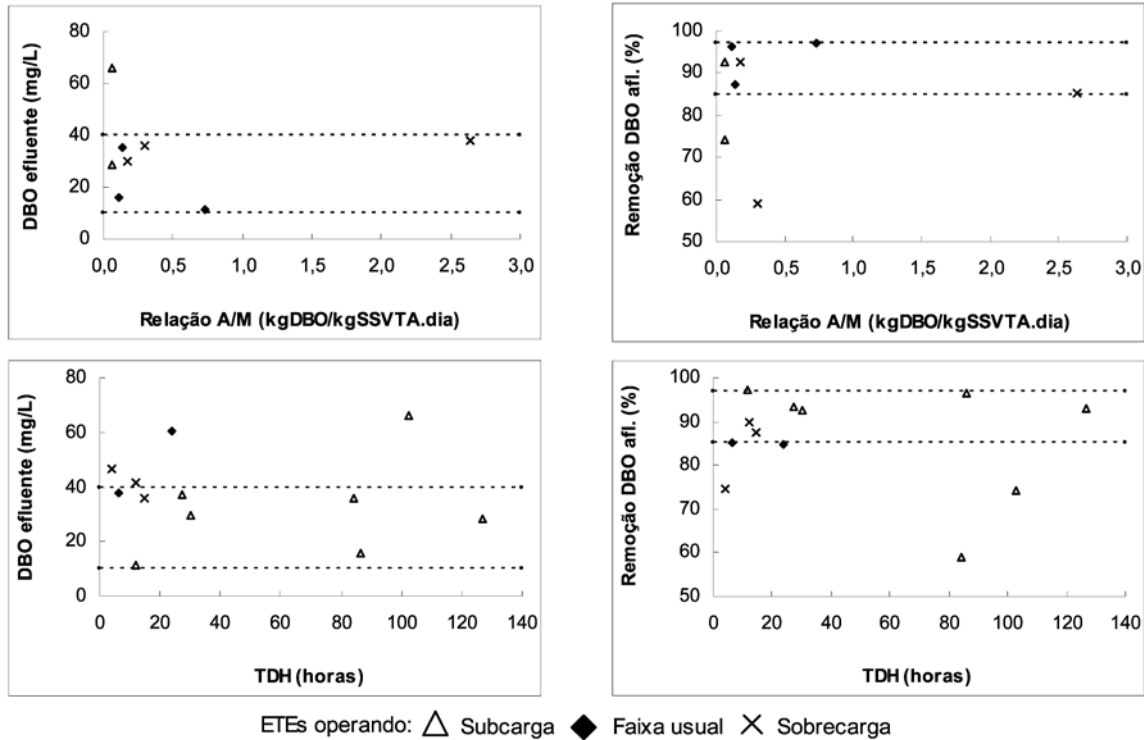 DBO efluente (mg/L)
80
60
40
20
0
0,0 0,5 1,0 1,5 2,0 2,5 3,0
Relação A/M (kgDBO/kgSSVTA.dia)
Remoção DBO afl. (%)
100
90
80
70
60
50
0,0 0,5 1,0 1,5 2,0 2,5 3,0
Relação A/M (kgDBO/kgSSVTA.dia)
DBO efluente (mg/L)
80
60
40
20
0
0 20 40 60 80 100 120 140
TDH (horas)
Remoção DBO afl. (%)
100
90
80
70
60
50
0 20 40 60 80 100 120 140
TDH (horas)
ETEs operando: Subcarga Faixa usual Sobrecarga